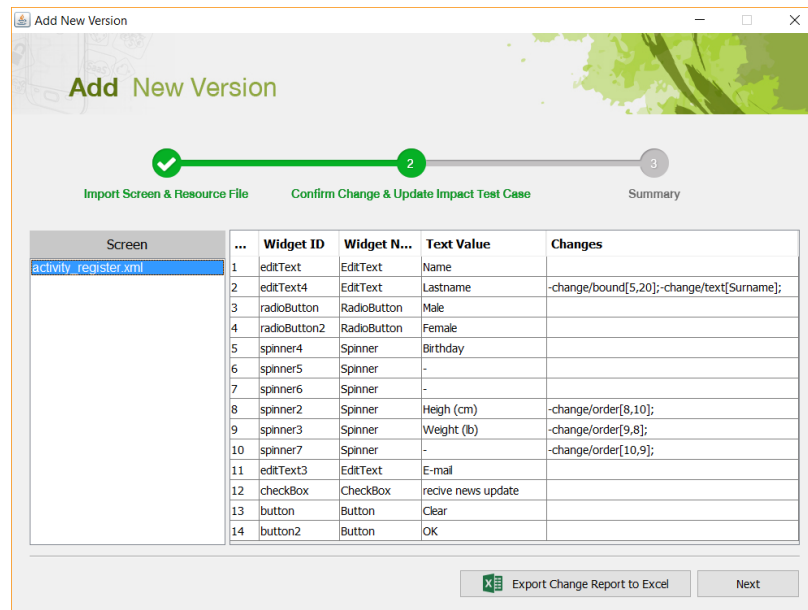 Add New Version
Add New Version
2
3
Import Screen & Resource File Confirm Change & Update Impact Test Case Summary
Screen
activity_register.xml
... Widget ID Widget N... Text Value Changes
1 editText EditText Name
2 editText4 EditText Lastname -change/bound[5,20];-change/text[Surname];
3 radioButton RadioButton Male
4 radioButton2 RadioButton Female
5 spinner4 Spinner Birthday
6 spinner5 Spinner -
7 spinner6 Spinner -
8 spinner2 Spinner Heigh (cm) -change/order[8,10];
9 spinner3 Spinner Weight (lb) -change/order[9,8];
10 spinner7 Spinner - -change/order[10,9];
11 editText3 EditText E-mail
12 checkBox CheckBox recive news update
13 button Button Clear
14 button2 Button OK
Export Change Report to Excel Next